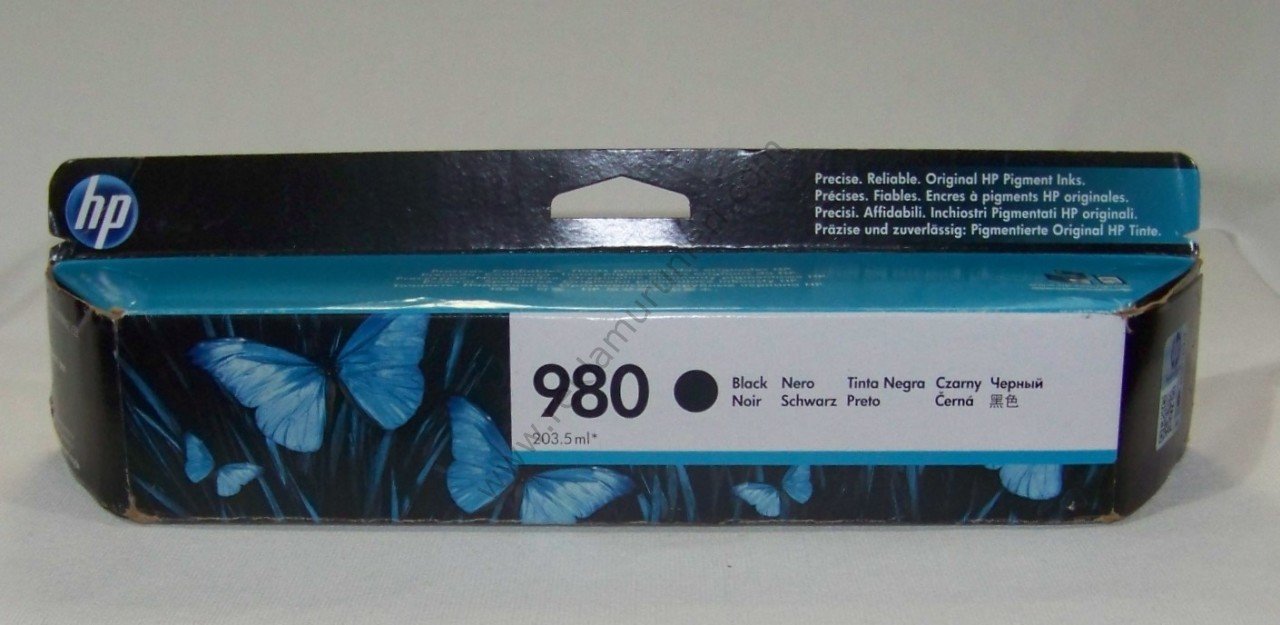 hp
Precise. Reliable. Original HP Pigment Inks.
Précises. Fiables. Encres à pigments HP originales.
Precisi. Affidabili. Inchiostri Pigmentati HP originali.
Präzise und zuverlässig: Pigmentierte Original HP Tinte.
980
Black Nero Tinta Negra Czarny Черный
Noir Schwarz Preto Černá 黑色
203.5ml*